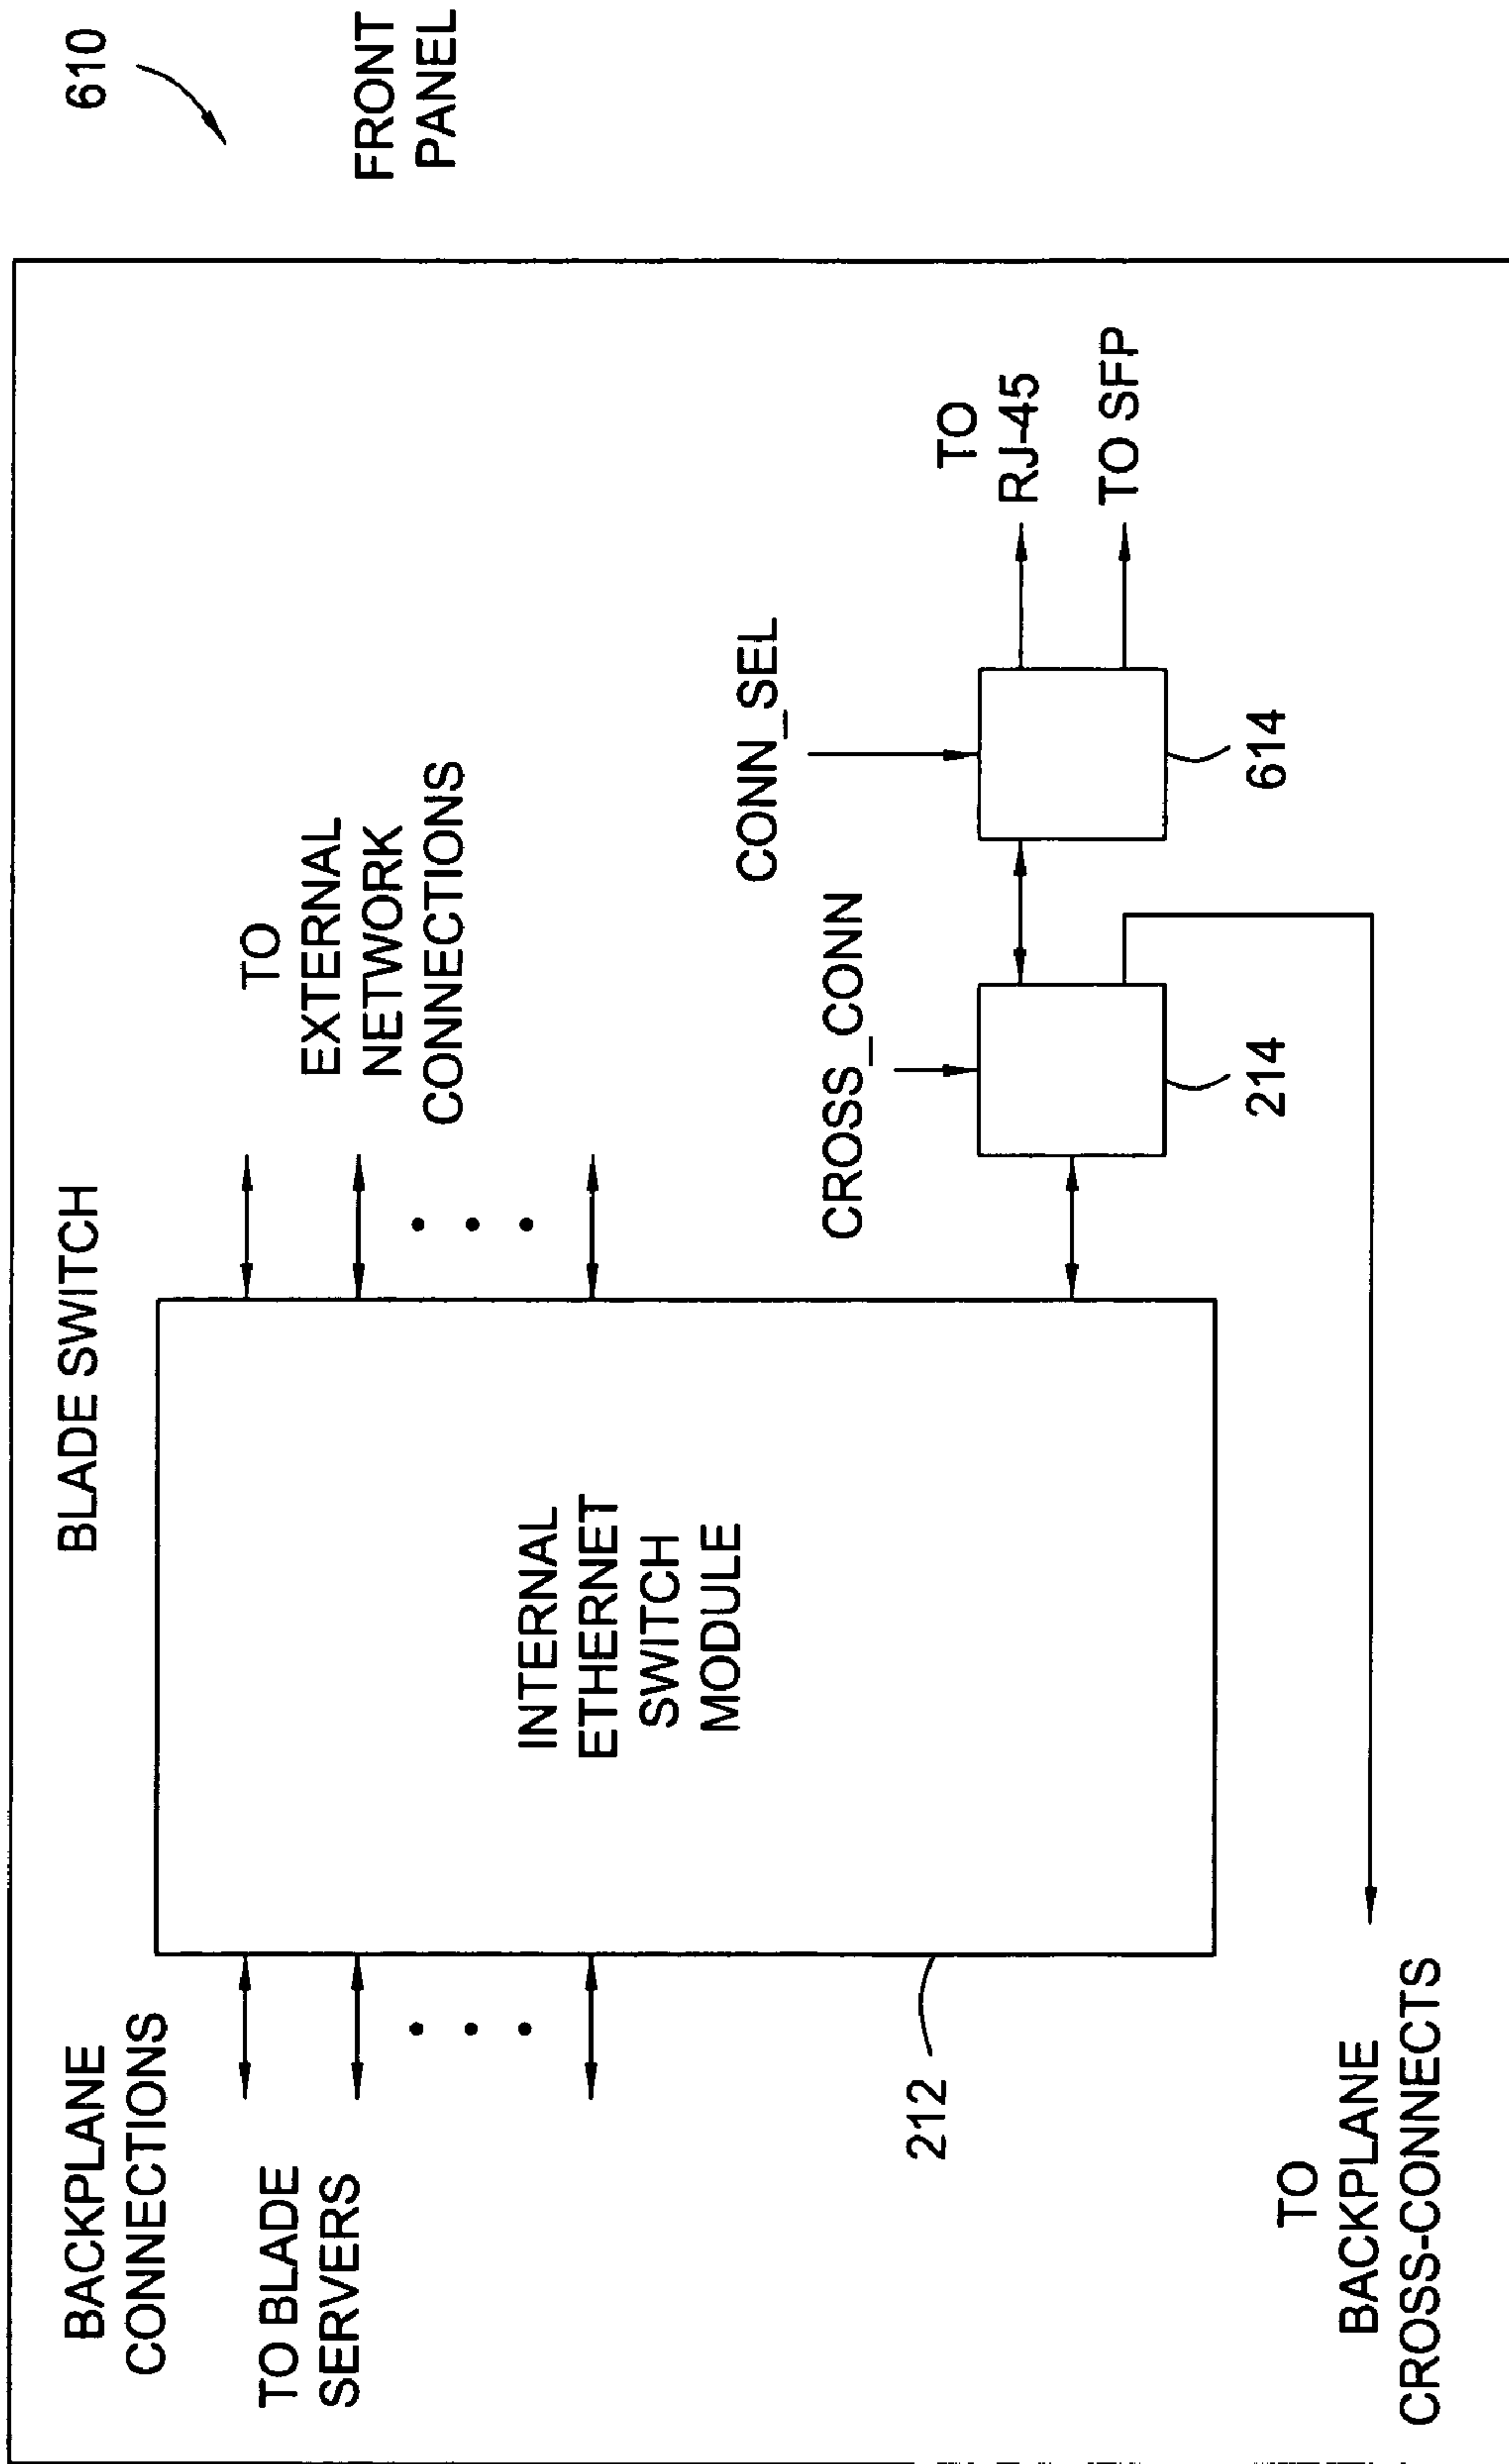 610
FRONT
PANEL
BLADE SWITCH
BACKPLANE
CONNECTIONS
TO BLADE
SERVERS
INTERNAL
ETHERNET
SWITCH
MODULE
212
TO
EXTERNAL
NETWORK
CONNECTIONS
CROSS_CONN
CONN_SEL
TO
RJ-45
TO SFP
214
614
TO
BACKPLANE
CROSS-CONNECTS